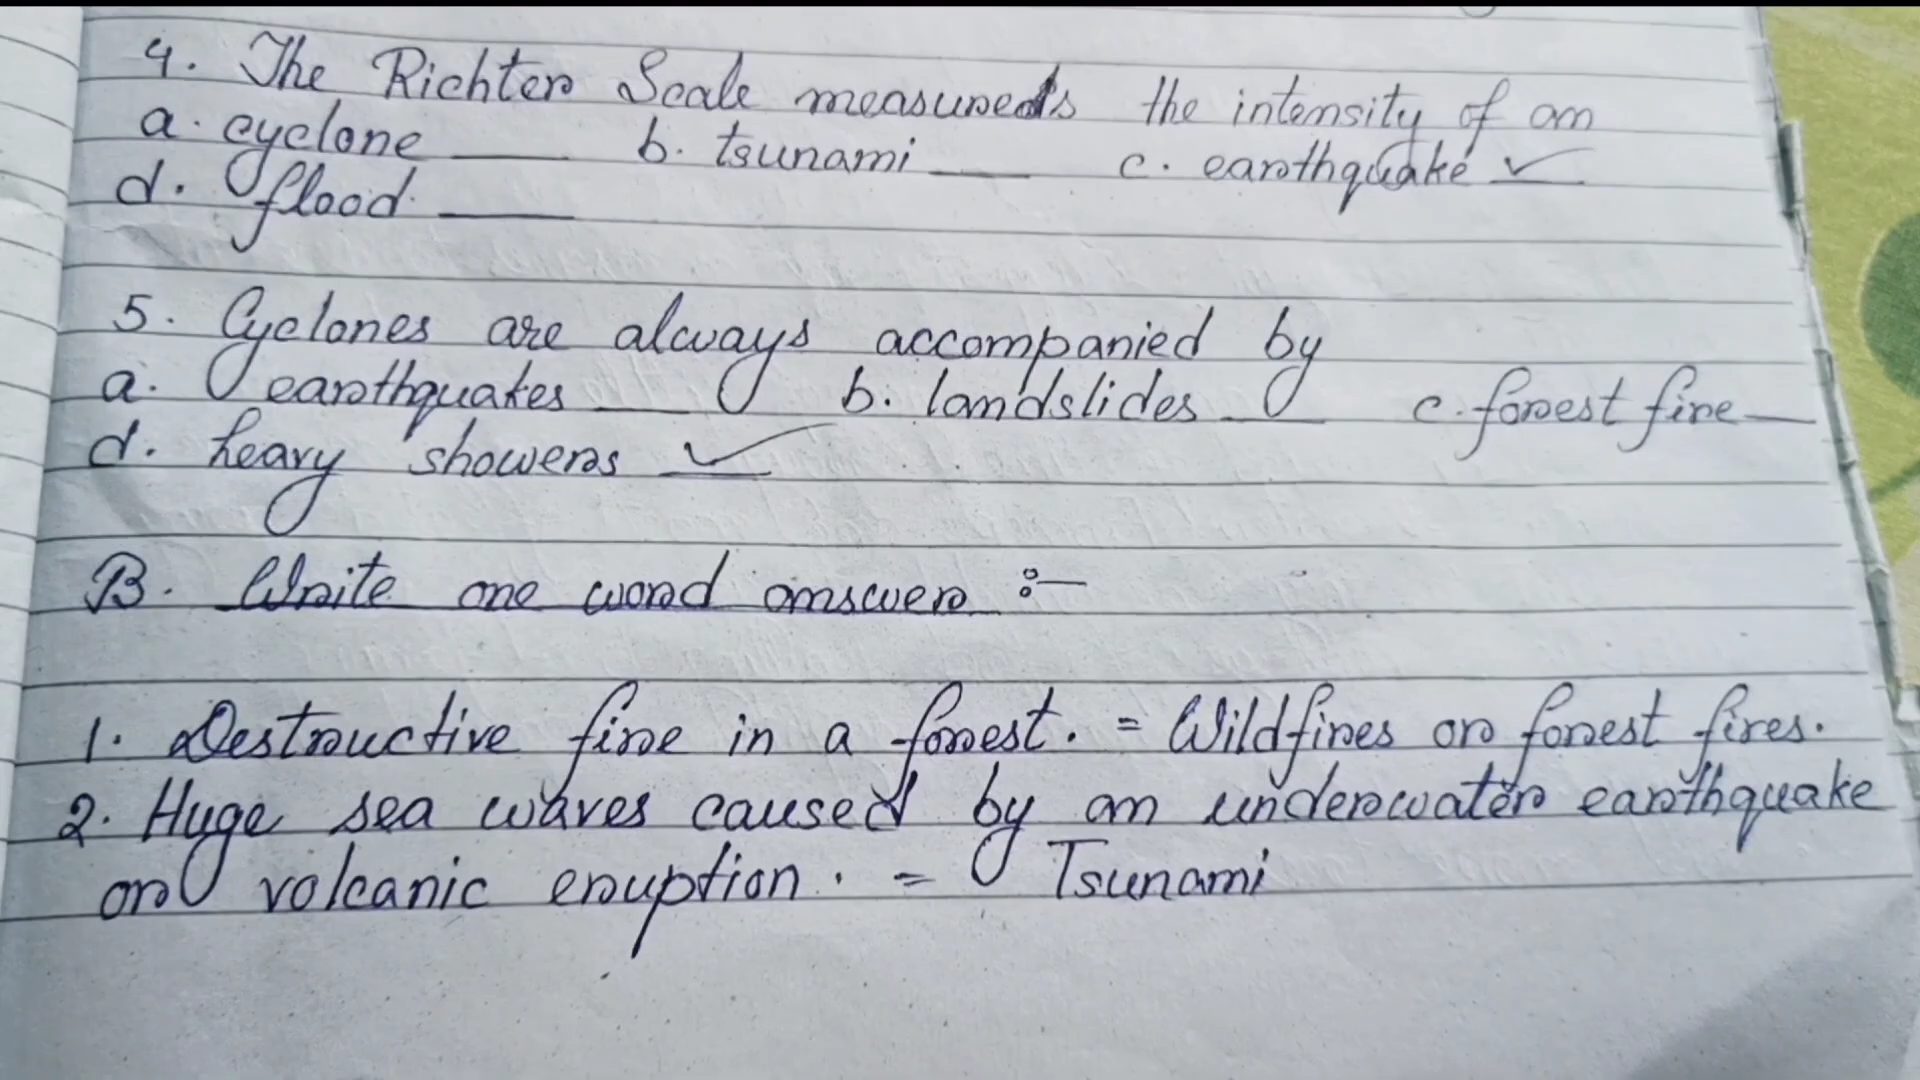 4. The Richter Scale measures the intensity of an
a. cyclone ____ b. tsunami ____ c. earthquake ✓
d. flood ____
5. Cyclones are always accompanied by
a. earthquakes ____ b. landslides ____ c. forest fire ____
d. heavy showers ✓
B. Write one word answer :-
1. Destructive fire in a forest. = Wildfires or forest fires.
2. Huge sea waves caused by an underwater earthquake
or volcanic eruption. = Tsunami